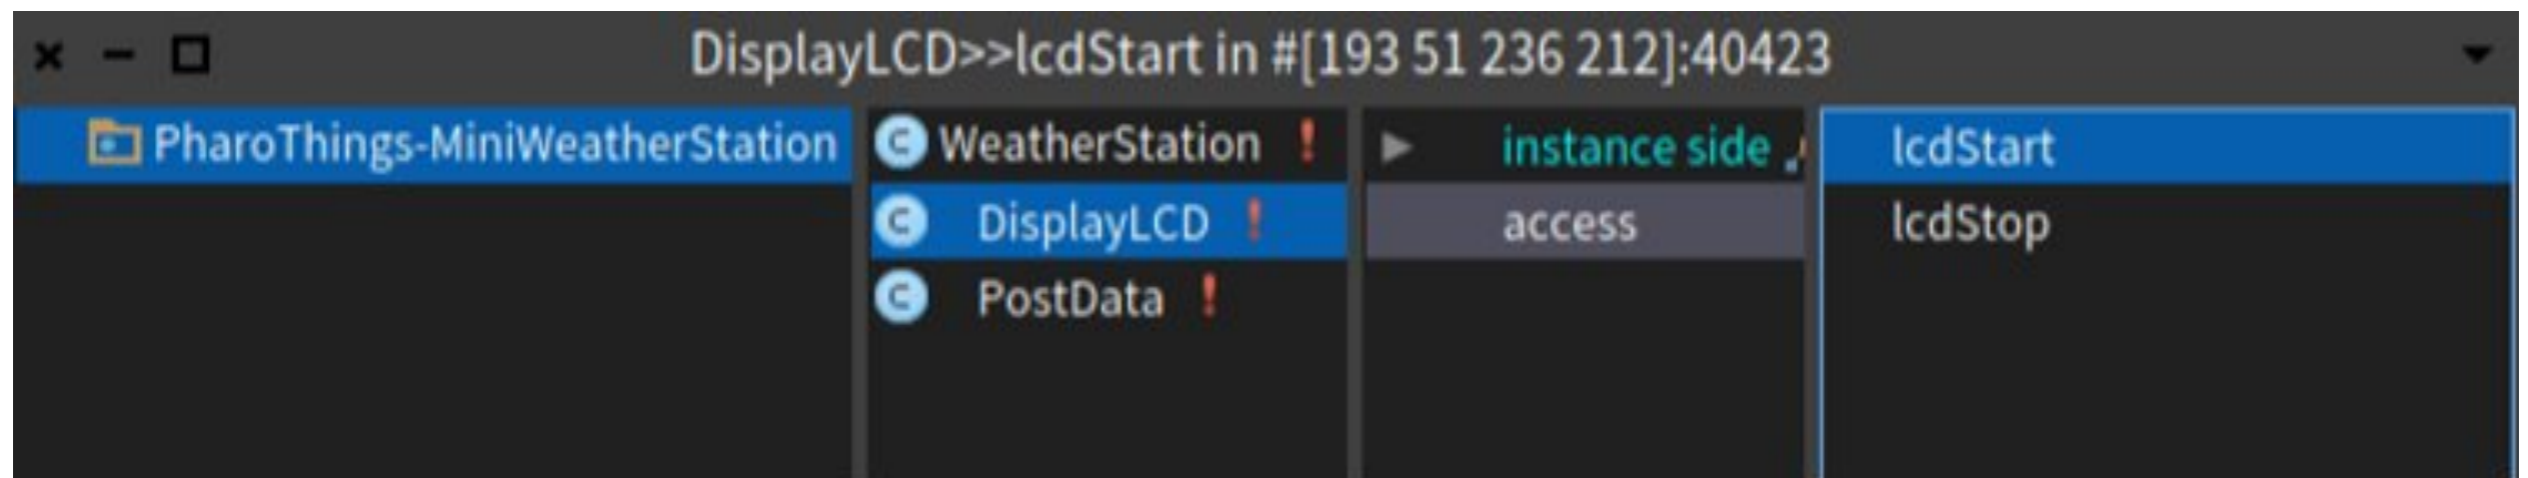 DisplayLCD>>lcdStart in #[193 51 236 212]:40423
PharoThings-MiniWeatherStation
WeatherStation !
DisplayLCD !
PostData !
instance side
access
lcdStart
lcdStop